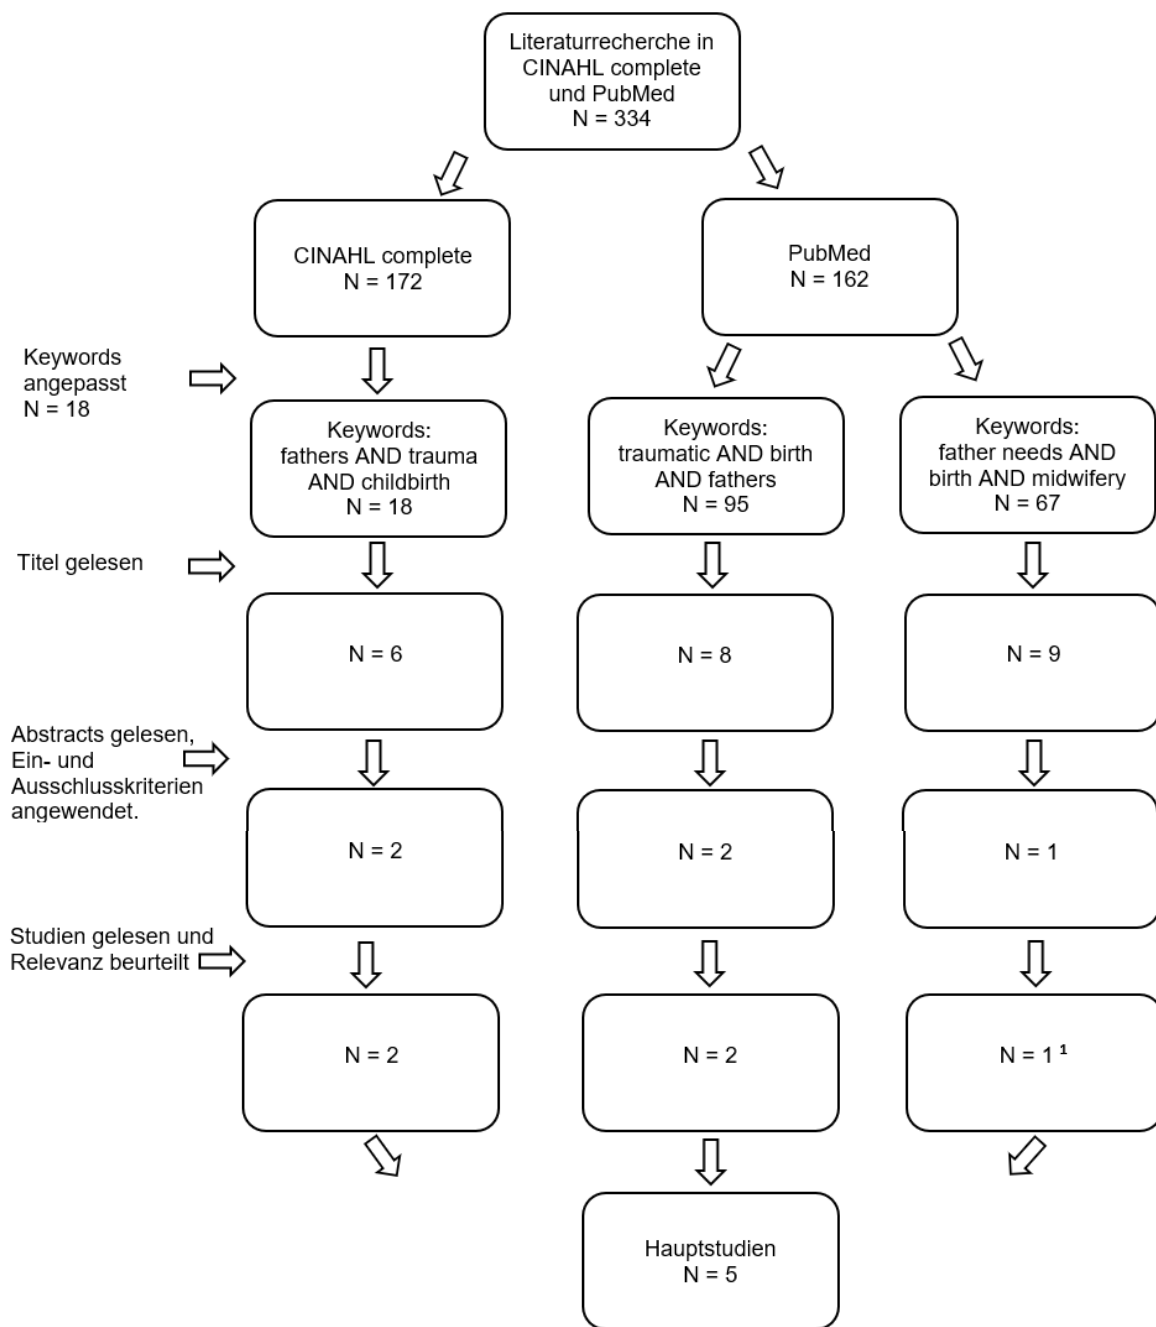 Literaturrecherche in
CINAHL complete
und PubMed
N = 334
CINAHL complete
N = 172
PubMed
N = 162
Keywords
angepasst
N = 18
Keywords:
fathers AND trauma
AND childbirth
N = 18
Keywords:
traumatic AND birth
AND fathers
N = 95
Keywords:
father needs AND
birth AND midwifery
N = 67
Titel gelesen
N = 6
N = 8
N = 9
Abstracts gelesen,
Ein- und
Ausschlusskriterien
angewendet.
N = 2
N = 2
N = 1
Studien gelesen und
Relevanz beurteilt
N = 2
N = 2
N = 1 ¹
Hauptstudien
N = 5